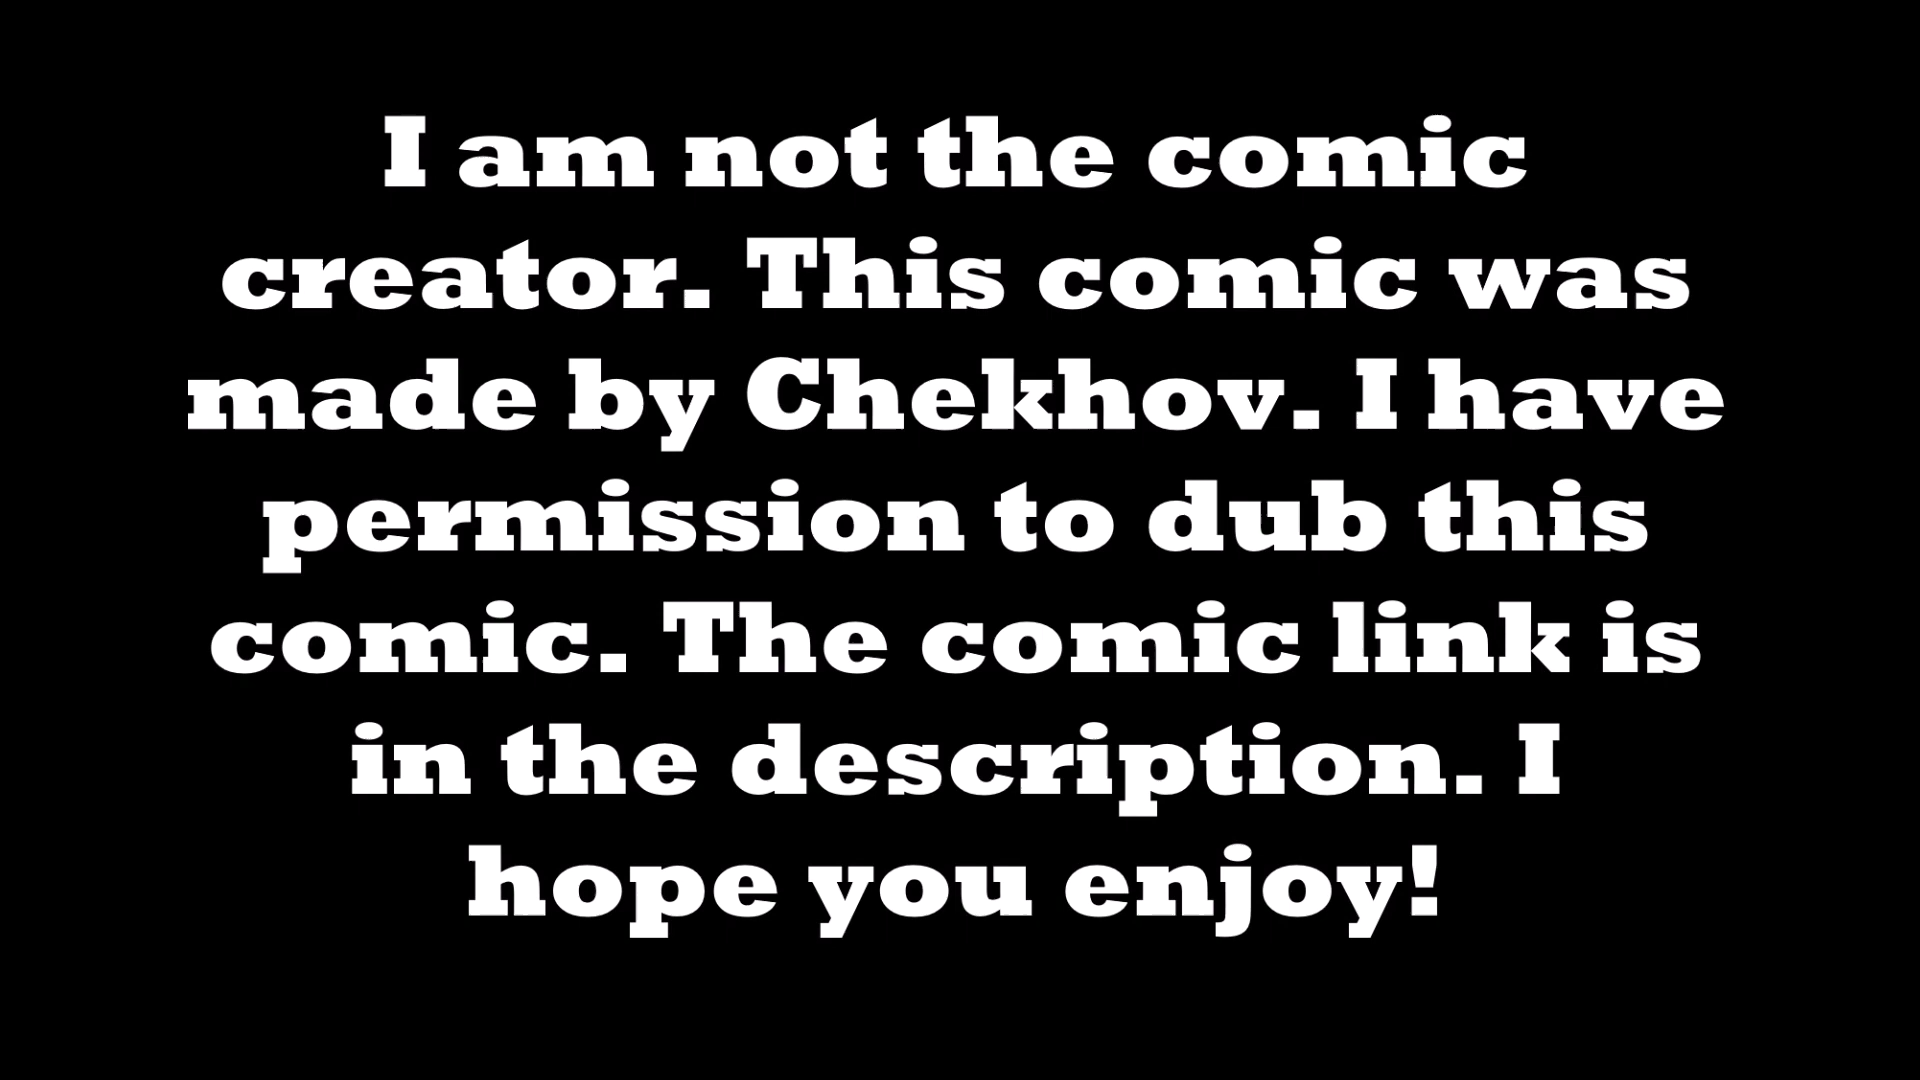 I am not the comic
creator. This comic was
made by Chekhov. I have
permission to dub this
comic. The comic link is
in the description. I
hope you enjoy!